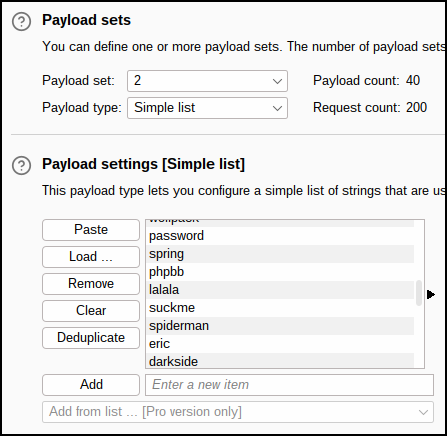 Payload sets
You can define one or more payload sets. The number of payload sets
Payload set: 2 Payload count: 40
Payload type: Simple list Request count: 200
Payload settings [Simple list]
This payload type lets you configure a simple list of strings that are us
Paste
Load ...
Remove
Clear
Deduplicate
wolfpack
password
spring
phpbb
lalala
suckme
spiderman
eric
darkside
Add Enter a new item
Add from list ... [Pro version only]